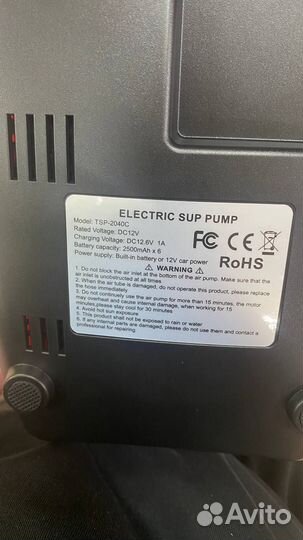 ELECTRIC SUP PUMP
Model: TSP-2040C
Rated Voltage: DC12V
Charging Voltage: DC12.6V 1A
Battery capacity: 2500mAH x 6
Power supply: Built-in battery or 12V car power
FC CE
RoHS
WARNING
1. Do not block the air inlet at the bottom of the air pump. Make sure that the
air inlet is unobstructed at all times
2. When the air tube is damaged, do not operate this product, please replace
the hose immediately
3. Do not continuously use the air pump for more than 15 minutes, the motor
may overheat and cause internal damage, when working for 15
minutes,please stay cool for 30 minutes
4. Avoid hot sun exposure
5. This product shall not be exposed to rain or water
6. If any internal parts are damaged, please do not use them and contact a
professional for repairing.
Avito